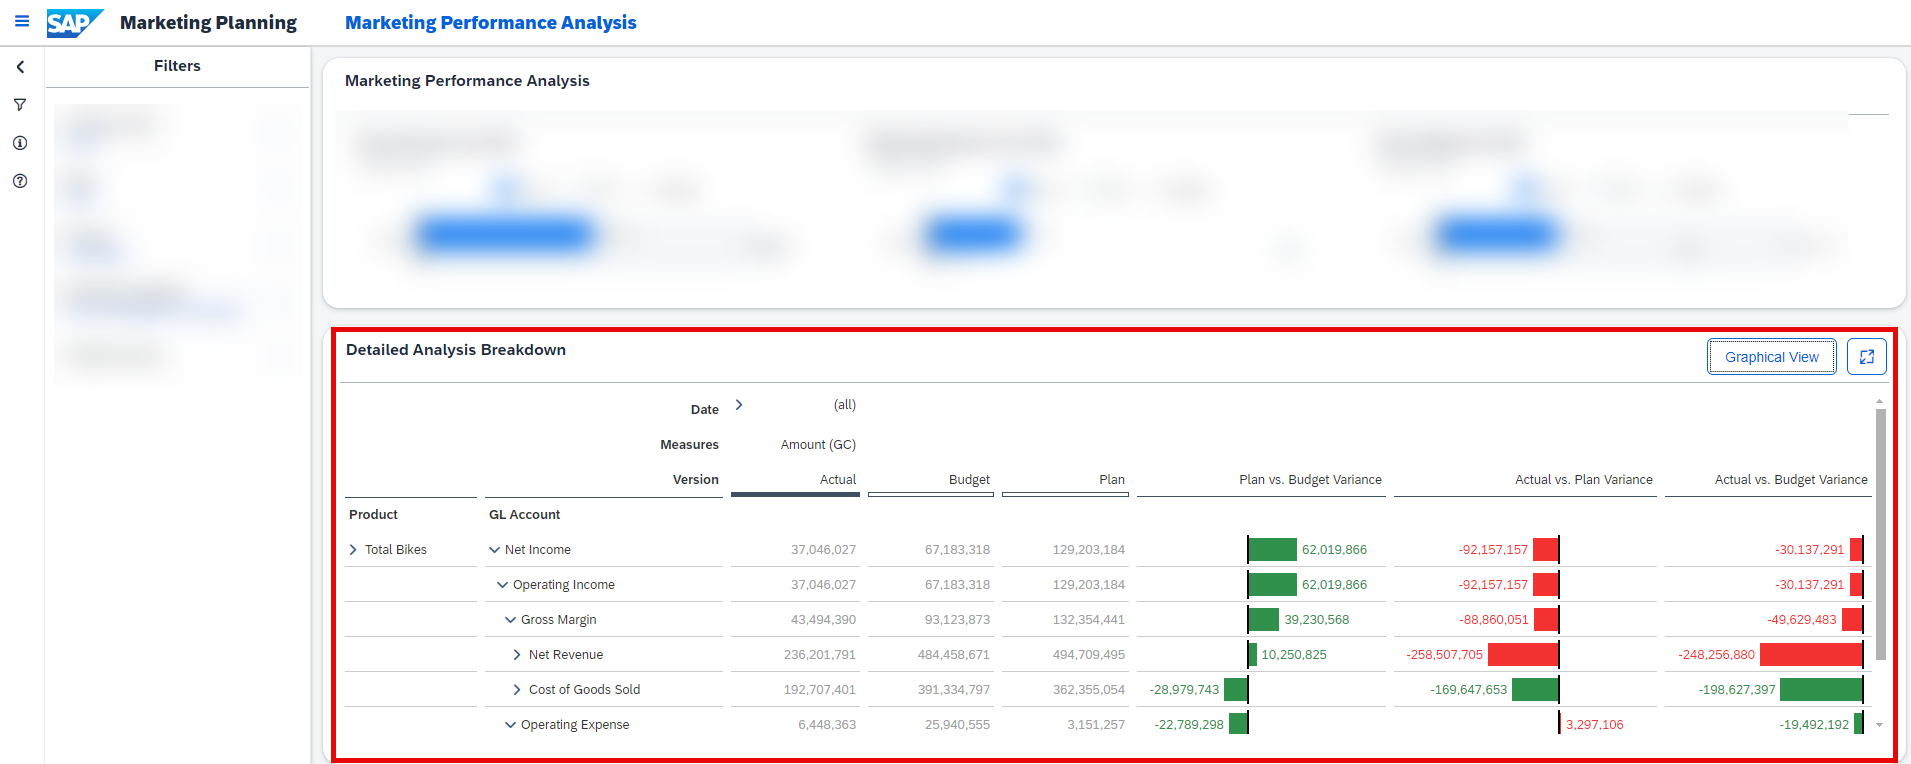 SAP Marketing Planning Marketing Performance Analysis
Filters
Marketing Performance Analysis
Detailed Analysis Breakdown
Graphical View
Date (all)
Measures Amount (GC)
Version Actual Budget Plan Plan vs. Budget Variance Actual vs. Plan Variance Actual vs. Budget Variance
Product GL Account
Total Bikes Net Income 37,046,027 67,183,318 129,203,184 62,019,866 -92,157,157 -30,137,291
Operating Income 37,046,027 67,183,318 129,203,184 62,019,866 -92,157,157 -30,137,291
Gross Margin 43,494,390 93,123,873 132,354,441 39,230,568 -88,860,051 -49,629,483
Net Revenue 236,201,791 484,458,671 494,709,495 10,250,825 -258,507,705 -248,256,880
Cost of Goods Sold 192,707,401 391,334,797 362,355,054 -28,979,743 -169,647,653 -198,627,397
Operating Expense 6,448,363 25,940,555 3,151,257 -22,789,298 3,297,106 -19,492,192